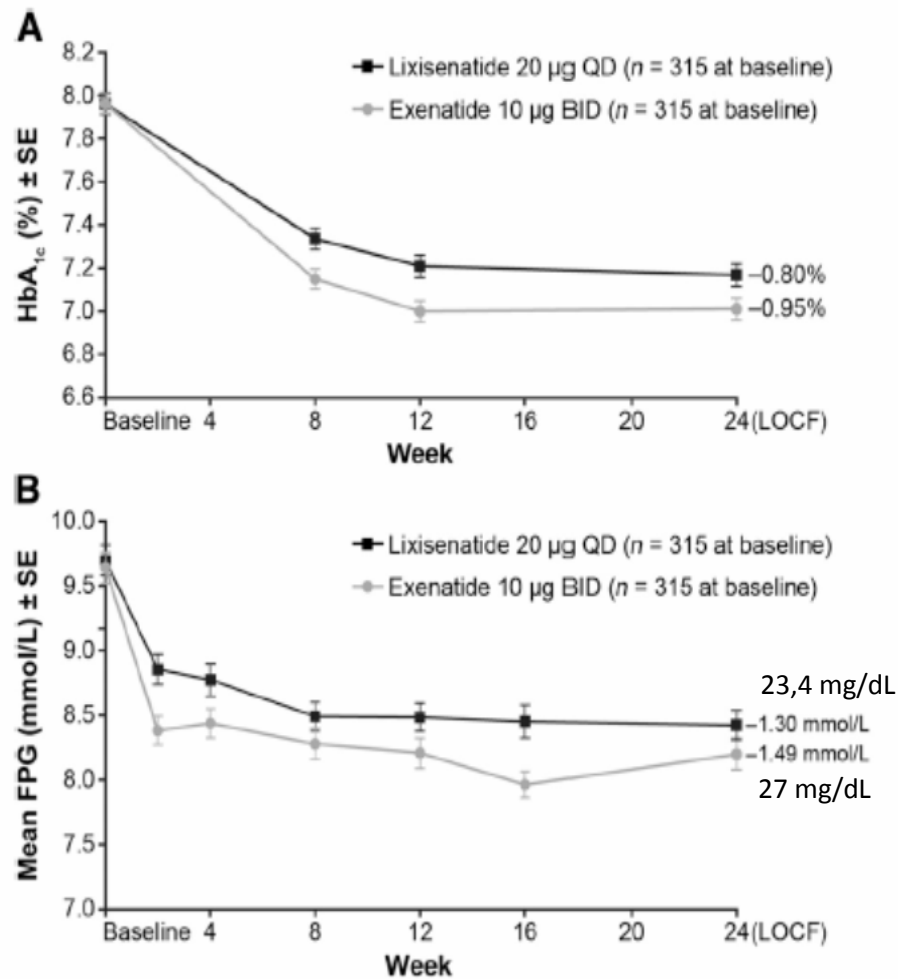 A
8.2
8.0
7.8
7.6
7.4
7.2
7.0
6.8
6.6
HbA1c (%) ± SE
Lixisenatide 20 µg QD (n = 315 at baseline)
Exenatide 10 µg BID (n = 315 at baseline)
–0.80%
–0.95%
Baseline 4 8 12 16 20 24 (LOCF)
Week
B
10.0
9.5
9.0
8.5
8.0
7.5
7.0
Mean FPG (mmol/L) ± SE
Lixisenatide 20 µg QD (n = 315 at baseline)
Exenatide 10 µg BID (n = 315 at baseline)
23,4 mg/dL
–1.30 mmol/L
–1.49 mmol/L
27 mg/dL
Baseline 4 8 12 16 20 24 (LOCF)
Week